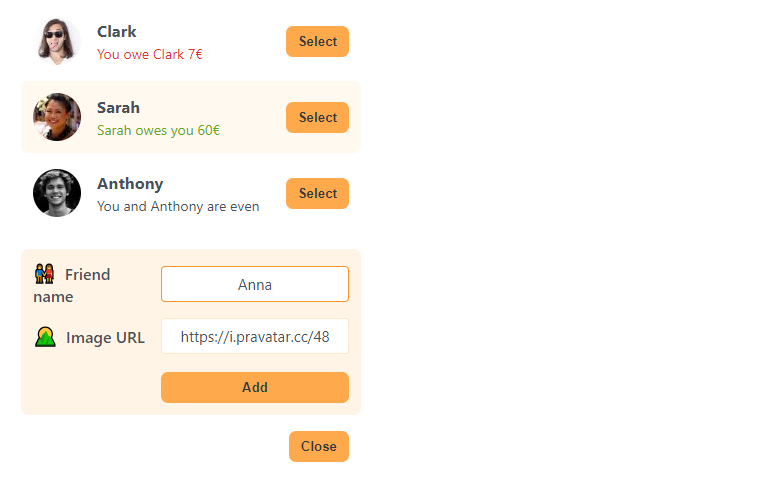 Clark
You owe Clark 7€
Select
Sarah
Sarah owes you 60€
Select
Anthony
You and Anthony are even
Select
Friend
name
Anna
Image URL
https://i.pravatar.cc/48
Add
Close